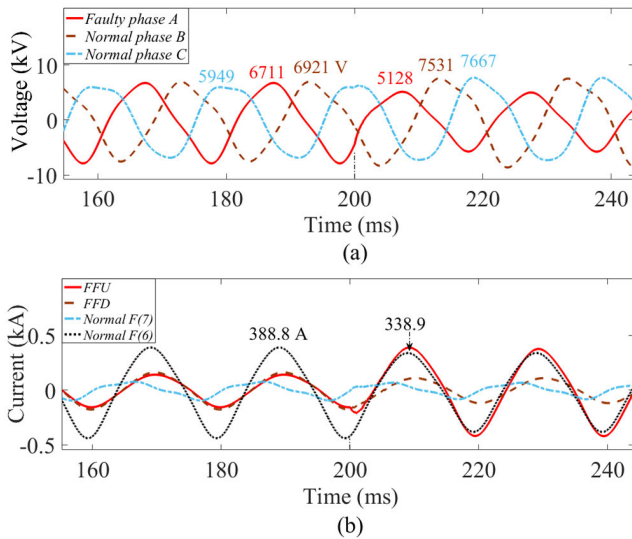 Faulty phase A
Normal phase B
Normal phase C
5949 6711 6921 V 5128 7531 7667
Voltage (kV)
10
0
-10
160 180 200 220 240
Time (ms)
(a)
FFU
FFD
Normal F(7)
Normal F(6)
388.8 A 338.9
Current (kA)
0.5
0
-0.5
160 180 200 220 240
Time (ms)
(b)